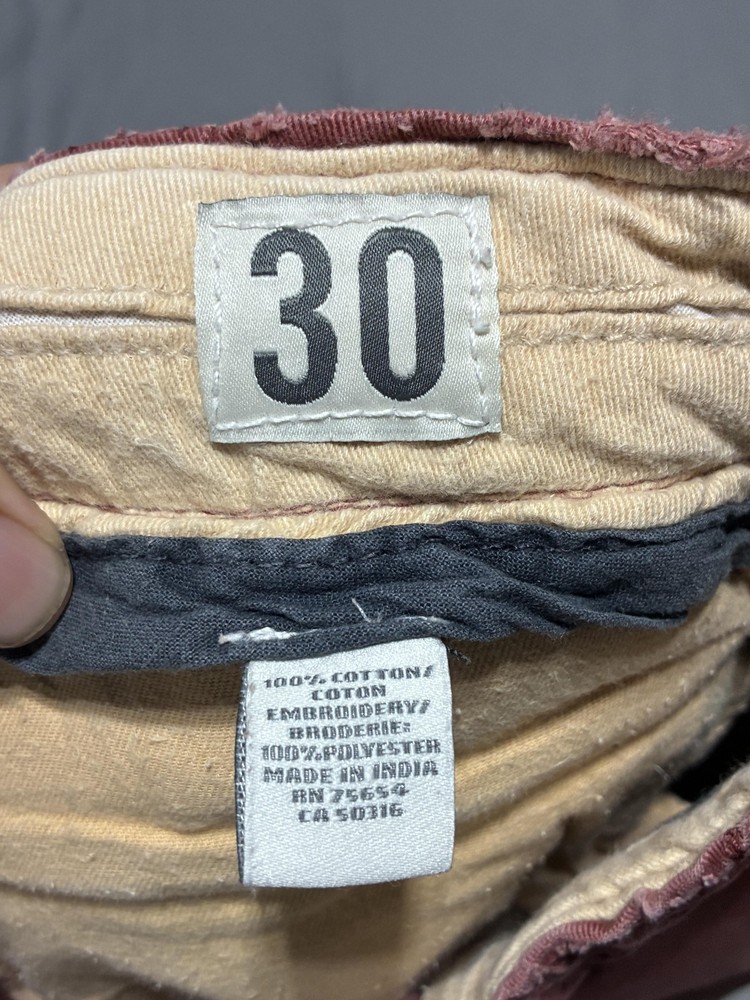 30
100% COTTON/
COTON
EMBROIDERY/
BRODERIE:
100%POLYESTER
MADE IN INDIA
RN 75654
CA 50316